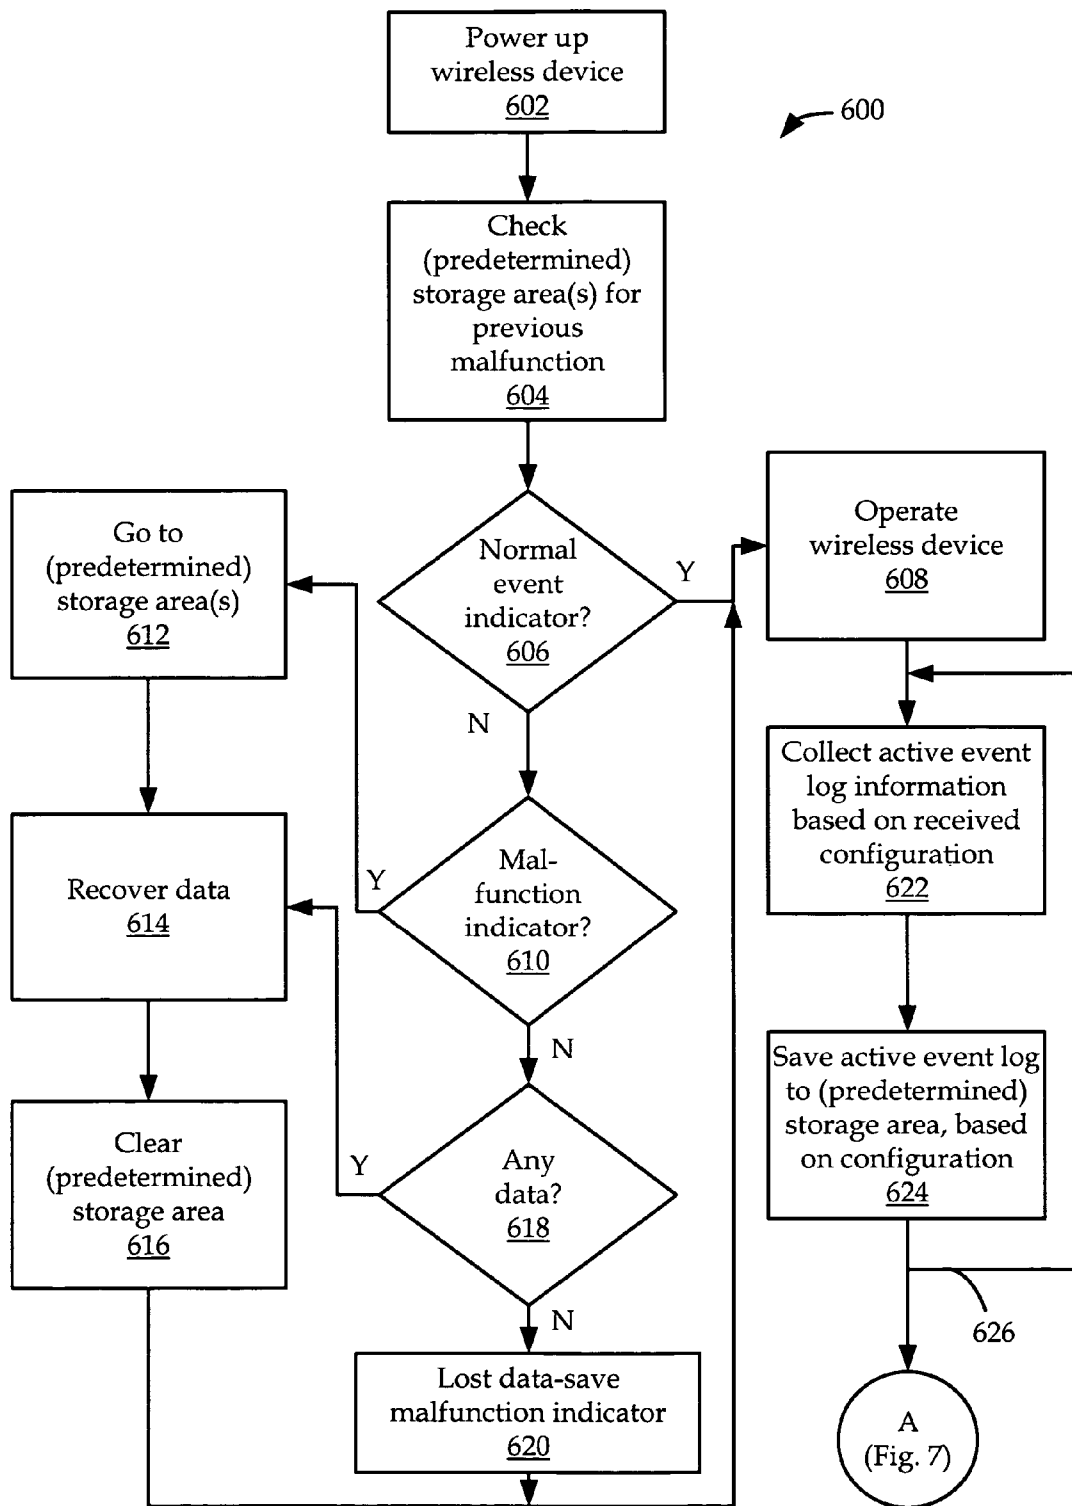 Power up
wireless device
602
600
Check
(predetermined)
storage area(s) for
previous
malfunction
604
Normal
event
indicator?
606
Y
N
Operate
wireless device
608
Go to
(predetermined)
storage area(s)
612
Mal-
function
indicator?
610
Y
N
Collect active event
log information
based on received
configuration
622
Recover data
614
Any
data?
618
Y
N
Save active event log
to (predetermined)
storage area, based
on configuration
624
Clear
(predetermined)
storage area
616
626
Lost data-save
malfunction indicator
620
A
(Fig. 7)